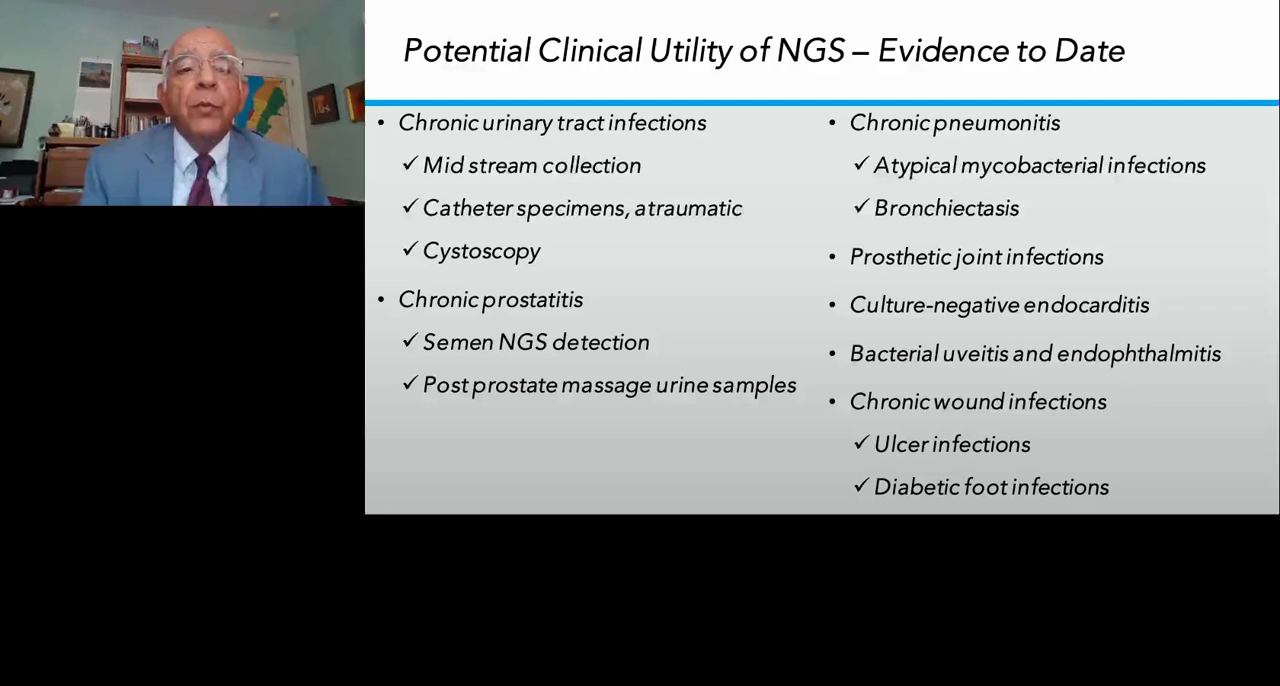 Potential Clinical Utility of NGS – Evidence to Date
• Chronic urinary tract infections
✓ Mid stream collection
✓ Catheter specimens, atraumatic
✓ Cystoscopy
• Chronic prostatitis
✓ Semen NGS detection
✓ Post prostate massage urine samples
• Chronic pneumonitis
✓ Atypical mycobacterial infections
✓ Bronchiectasis
• Prosthetic joint infections
• Culture-negative endocarditis
• Bacterial uveitis and endophthalmitis
• Chronic wound infections
✓ Ulcer infections
✓ Diabetic foot infections